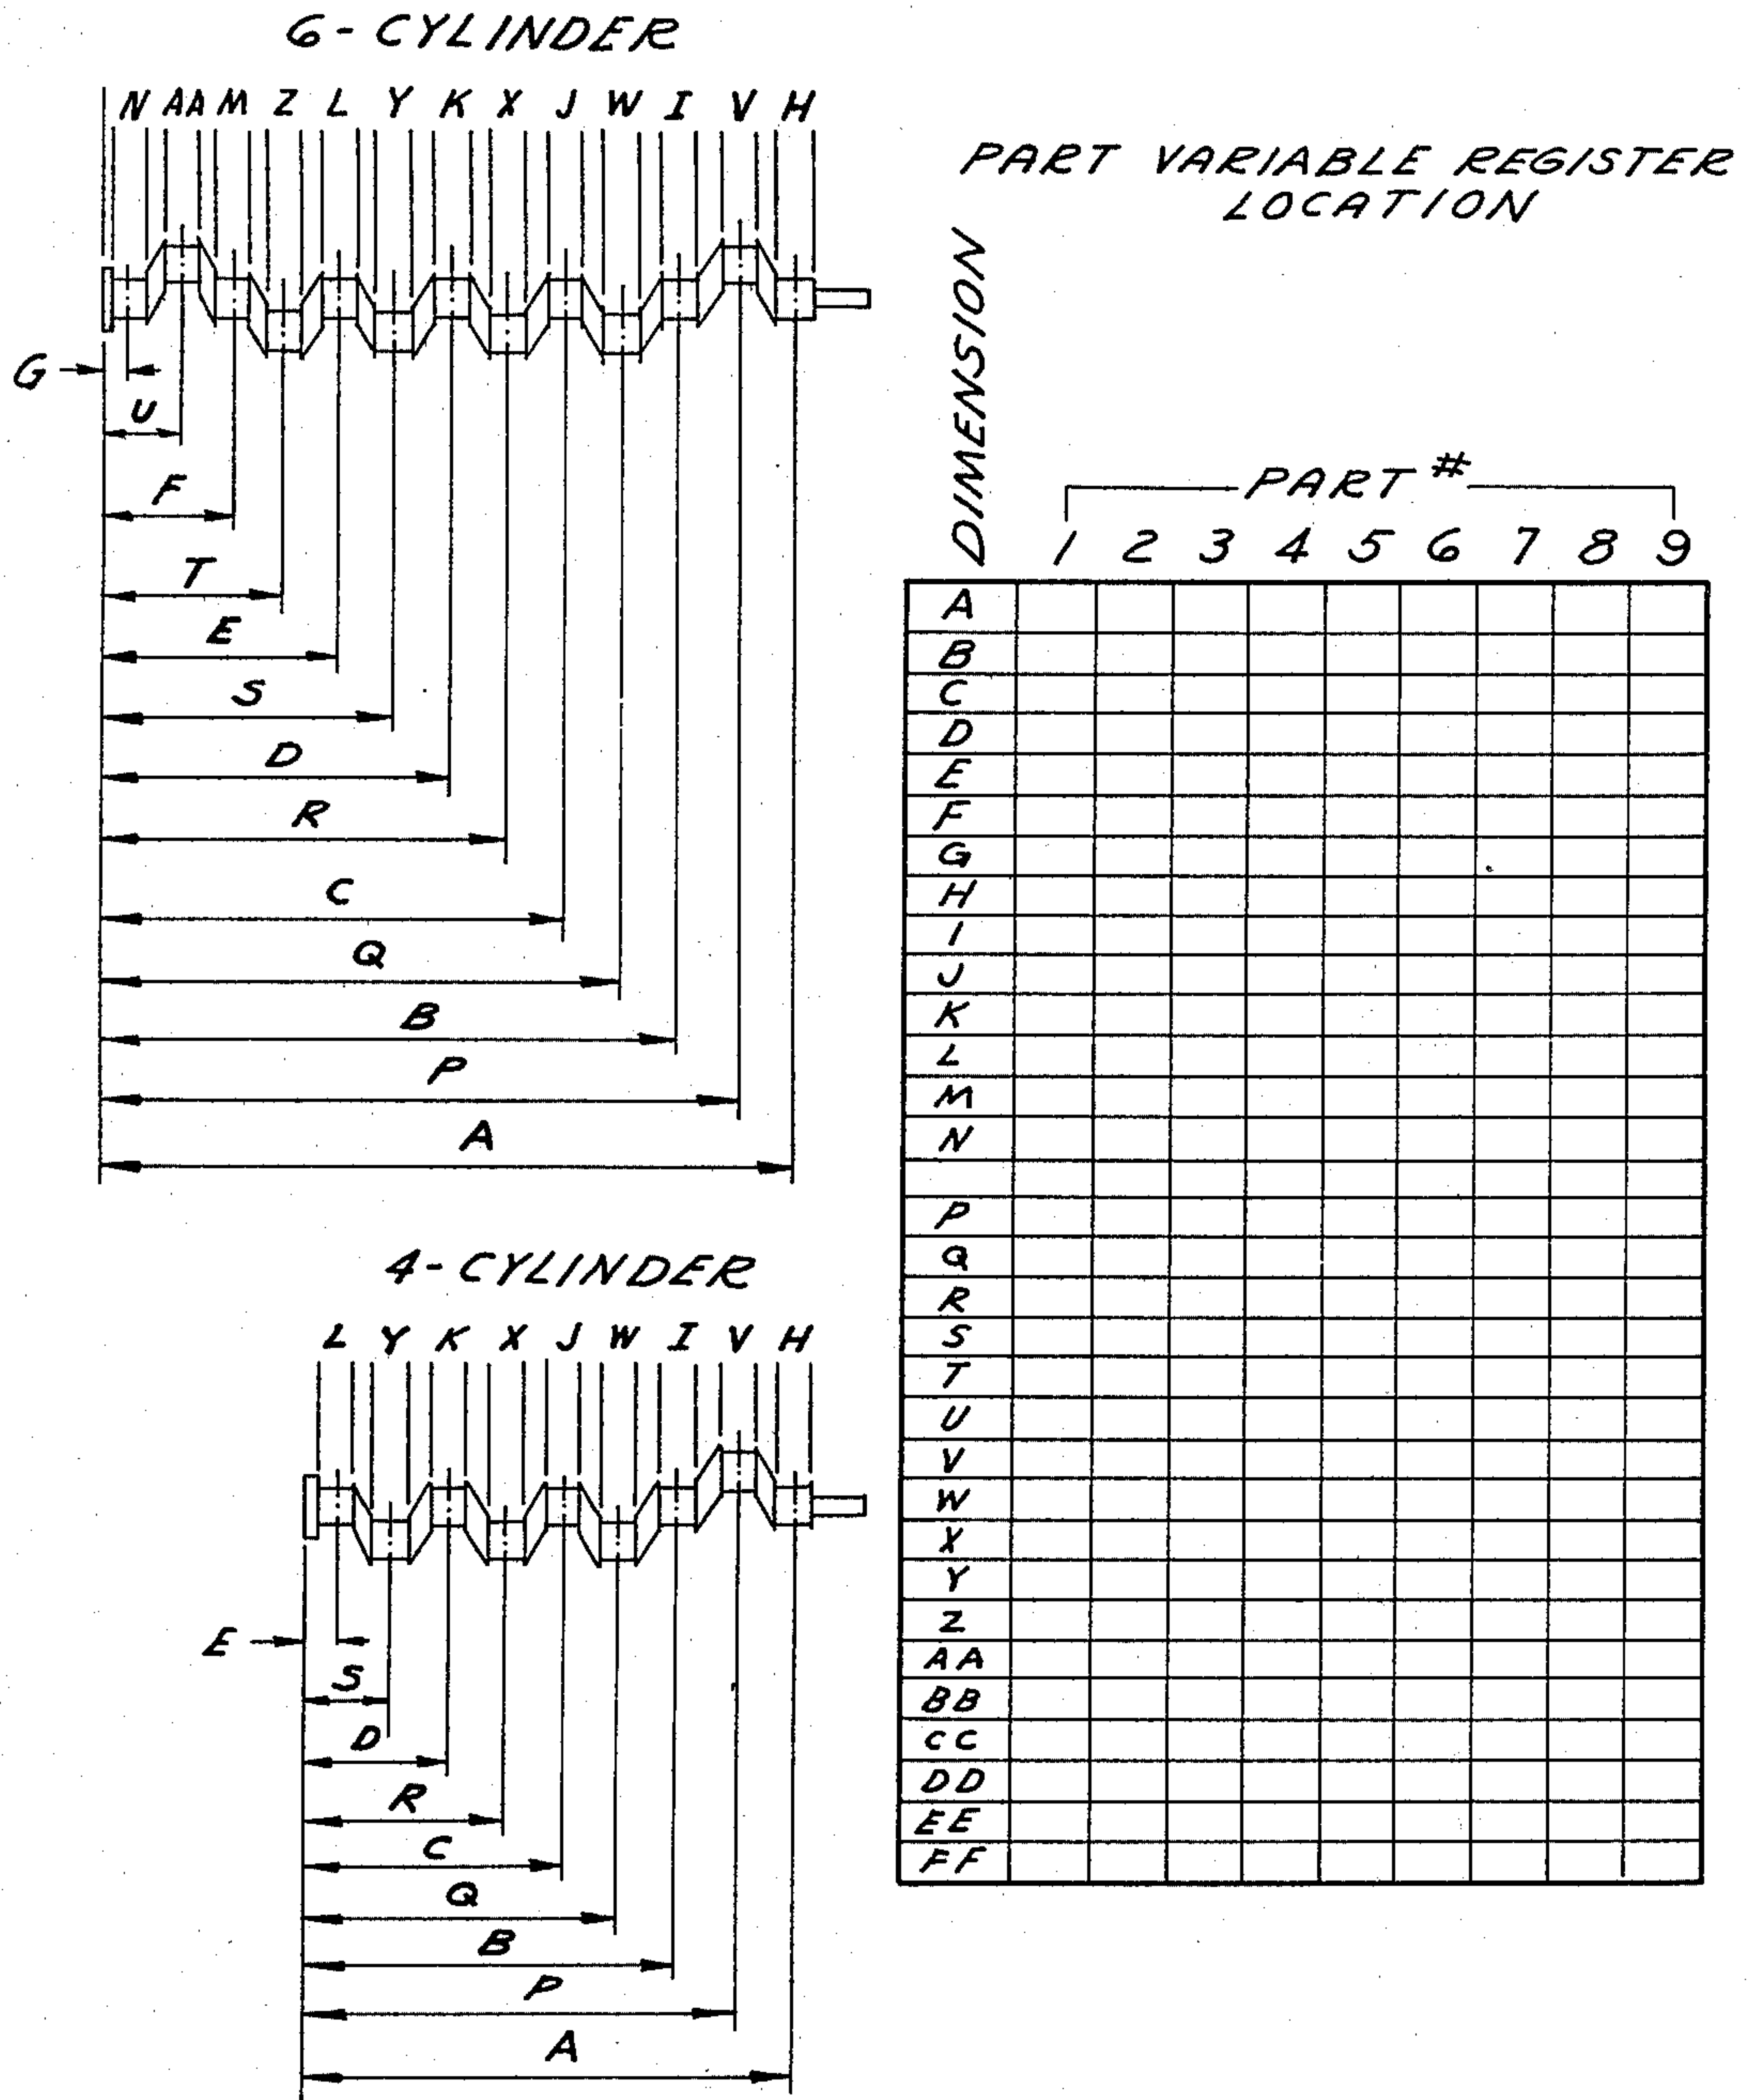 6-CYLINDER
N AA M Z L Y K X J W I V H
G
U
F
T
E
S
D
R
C
Q
B
P
A
4-CYLINDER
L Y K X J W I V H
E
S
D
R
C
Q
B
P
A
PART VARIABLE REGISTER
LOCATION
DIMENSION
PART #
1 2 3 4 5 6 7 8 9
A
B
C
D
E
F
G
H
I
J
K
L
M
N
P
Q
R
S
T
U
V
W
X
Y
Z
AA
BB
CC
DD
EE
FF